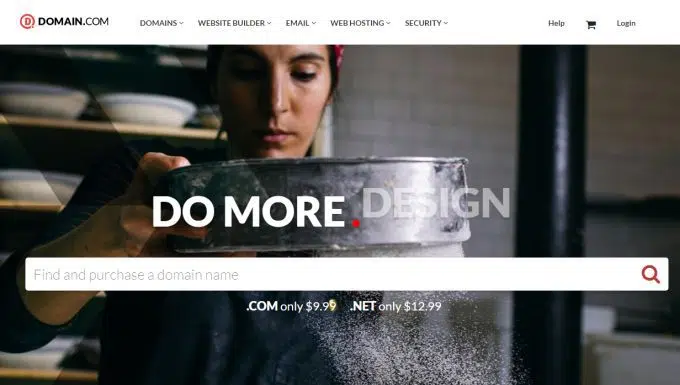 DOMAIN.COM
DOMAINS WEBSITE BUILDER EMAIL WEB HOSTING SECURITY Help Login
DO MORE . DESIGN
Find and purchase a domain name
.COM only $9.99 .NET only $12.99